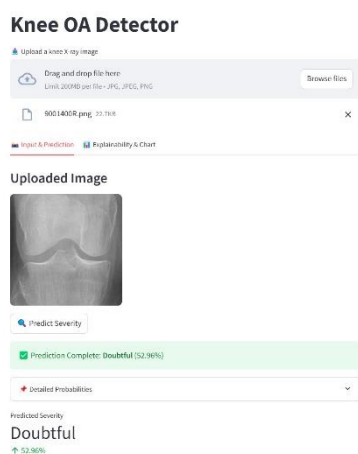 Knee OA Detector
Upload a knee X-ray image
Drag and drop file here
Limit 200MB per file • JPG, JPEG, PNG
Browse files
9001400R.png 22.7KB
Input & Prediction
Explainability & Chart
Uploaded Image
Predict Severity
Prediction Complete: Doubtful (52.96%)
Detailed Probabilities
Predicted Severity
Doubtful
↑ 52.96%